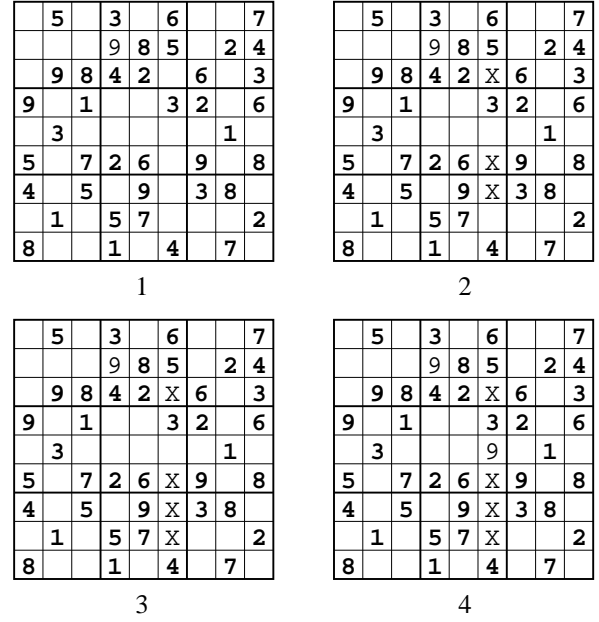 5 3 6 7
9 8 5 2 4
9 8 4 2 6 3
9 1 3 2 6
3 1
5 7 2 6 9 8
4 5 9 3 8
1 5 7 2
8 1 4 7
1
5 3 6 7
9 8 5 2 4
9 8 4 2 X 6 3
9 1 3 2 6
3 1
5 7 2 6 X 9 8
4 5 9 X 3 8
1 5 7 2
8 1 4 7
2
5 3 6 7
9 8 5 2 4
9 8 4 2 X 6 3
9 1 3 2 6
3 1
5 7 2 6 X 9 8
4 5 9 X 3 8
1 5 7 X 2
8 1 4 7
3
5 3 6 7
9 8 5 2 4
9 8 4 2 X 6 3
9 1 3 2 6
3 9 1
5 7 2 6 X 9 8
4 5 9 X 3 8
1 5 7 X 2
8 1 4 7
4